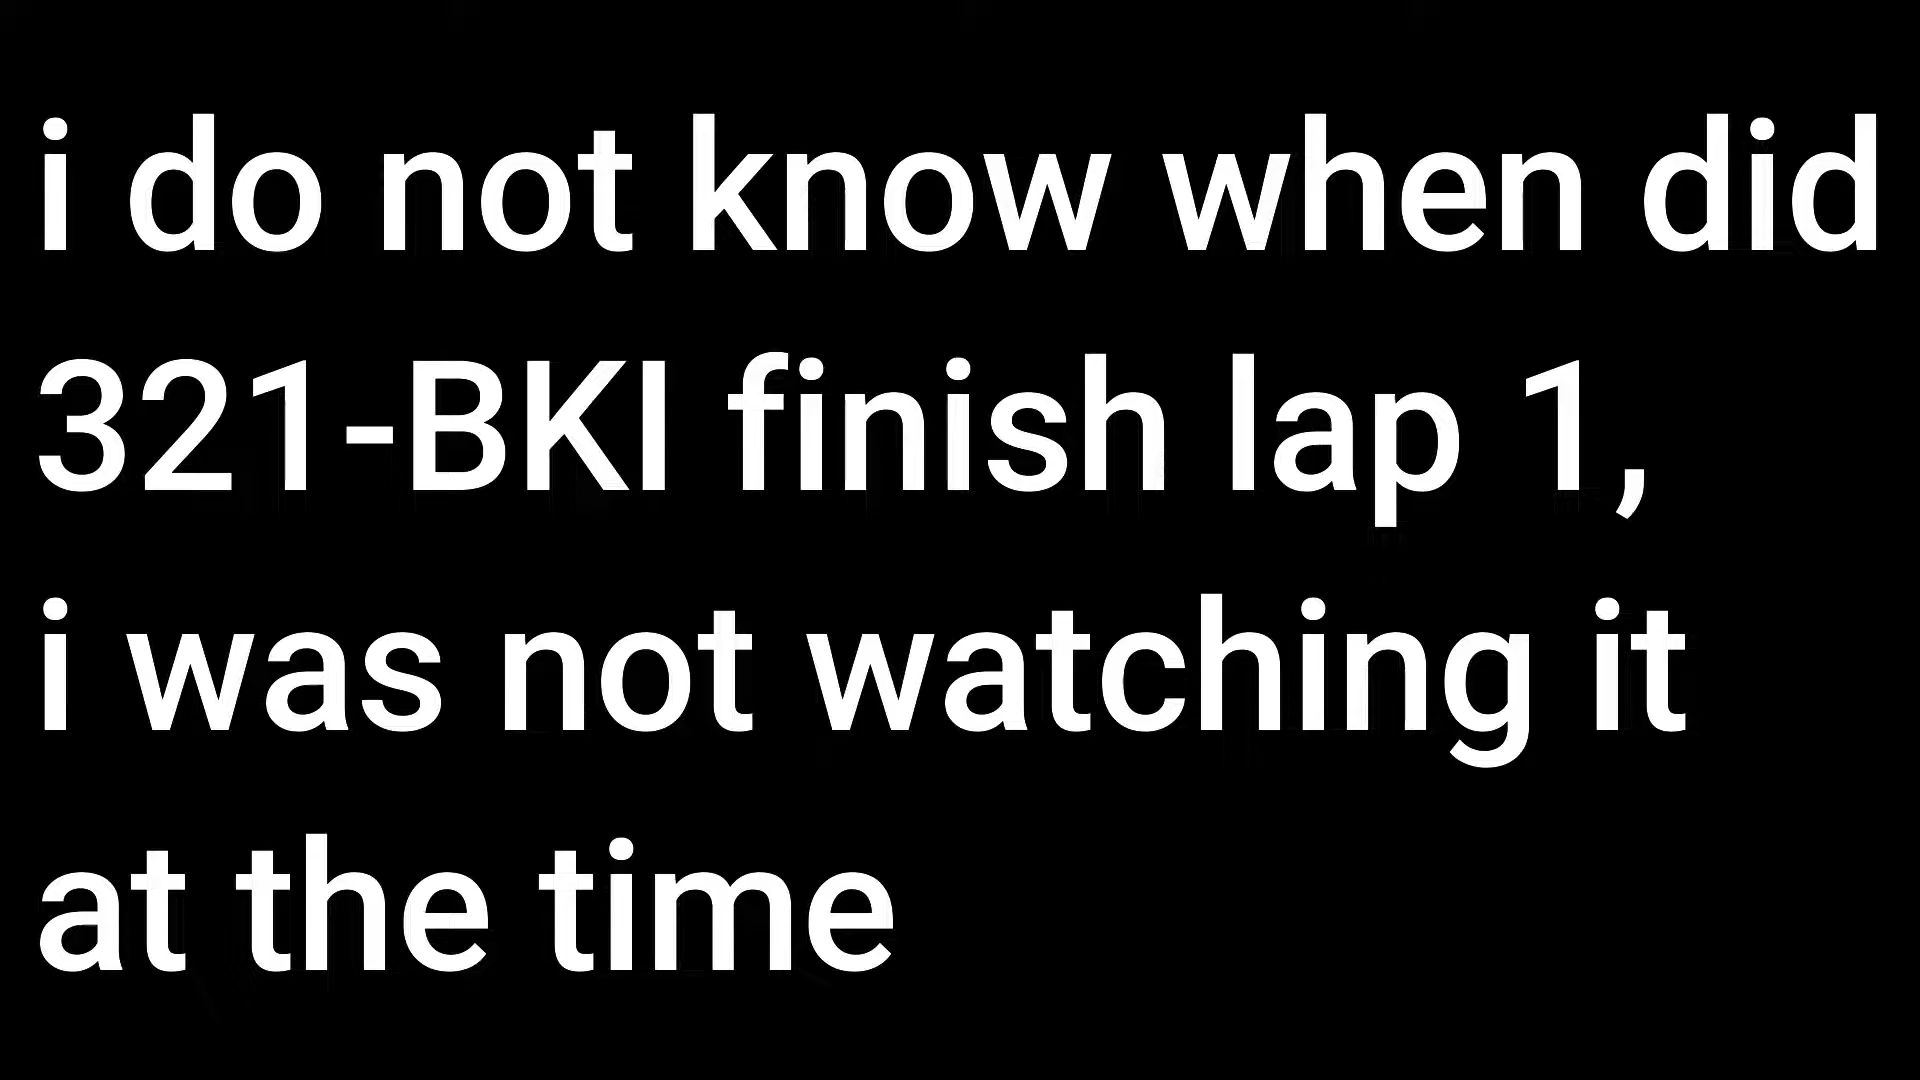 i do not know when did
321-BKI finish lap 1,
i was not watching it
at the time